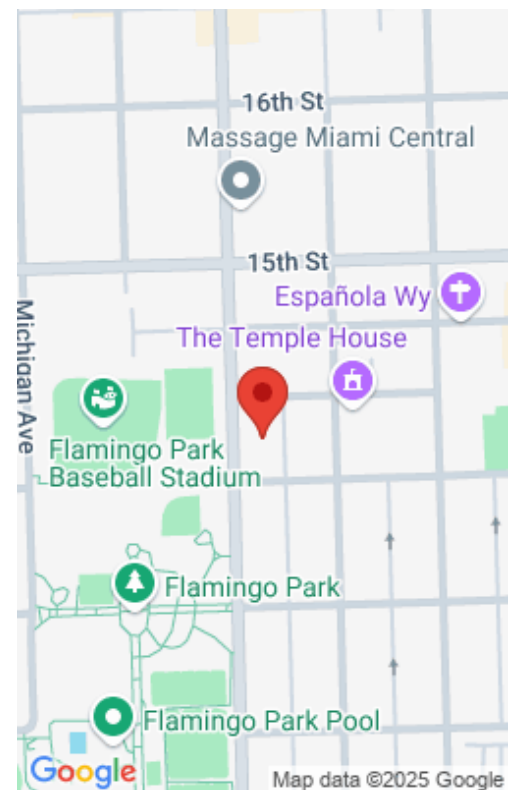 16th St
Massage Miami Central
15th St
Española Wy
The Temple House
Michigan Ave
Flamingo Park
Baseball Stadium
Flamingo Park
Flamingo Park Pool
Google
Map data ©2025 Google